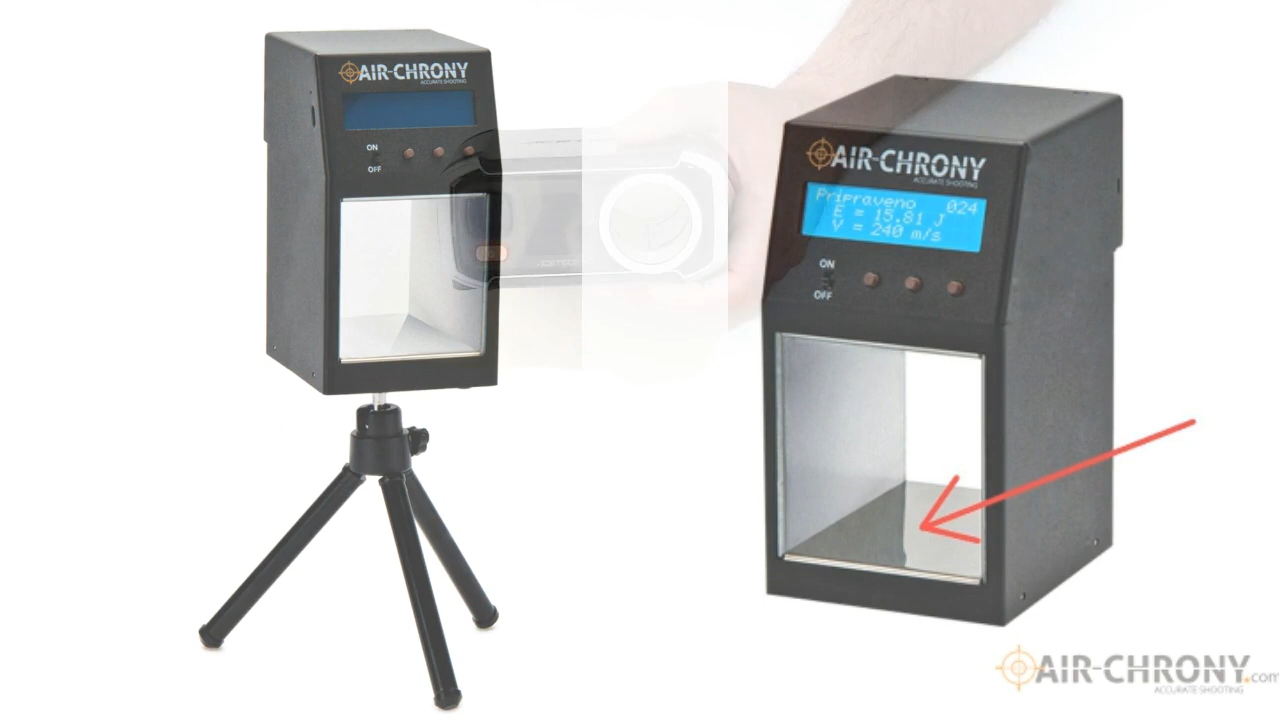 AIR-CHRONY
ACCURATE SHOOTING
ON
OFF
AIR-CHRONY
ACCURATE SHOOTING
Pripraveno 024
E = 15.81 J
V = 240 m/s
ON
OFF
AIR-CHRONY.com
ACCURATE SHOOTING